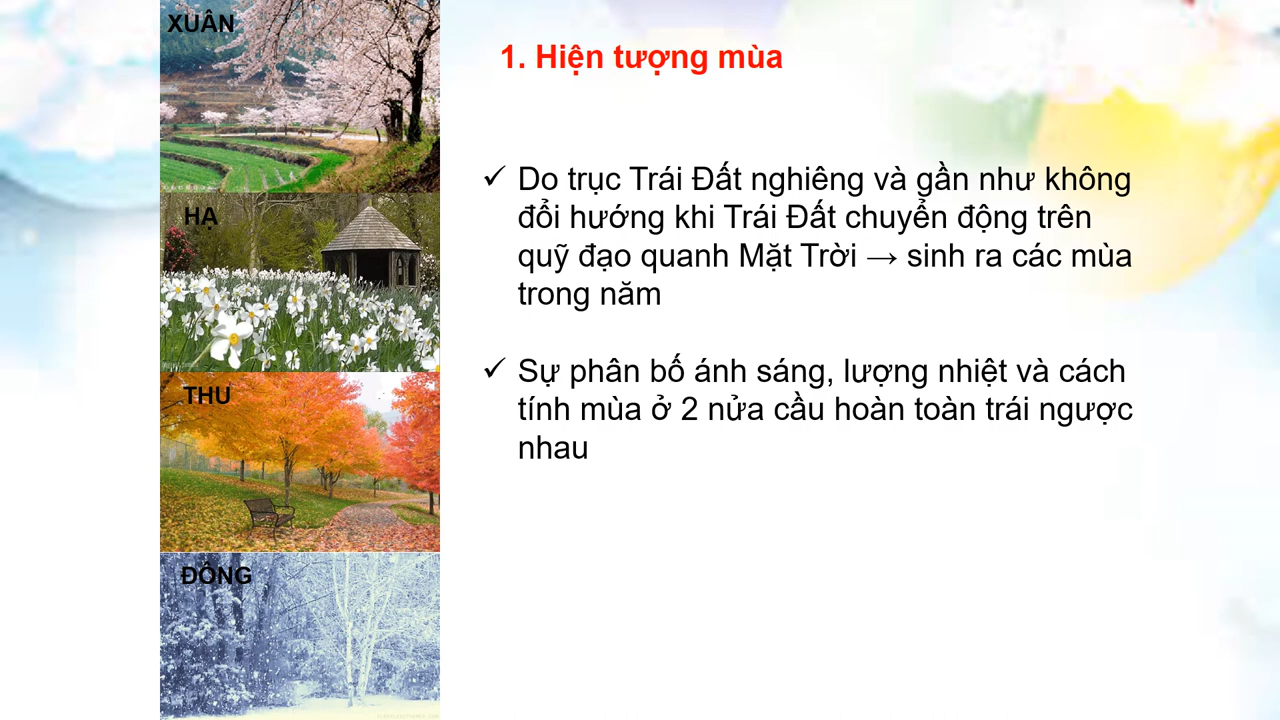 XUÂN
HẠ
THU
ĐÔNG
1. Hiện tượng mùa
✓ Do trục Trái Đất nghiêng và gần như không
đổi hướng khi Trái Đất chuyển động trên
quỹ đạo quanh Mặt Trời → sinh ra các mùa
trong năm
✓ Sự phân bố ánh sáng, lượng nhiệt và cách
tính mùa ở 2 nửa cầu hoàn toàn trái ngược
nhau